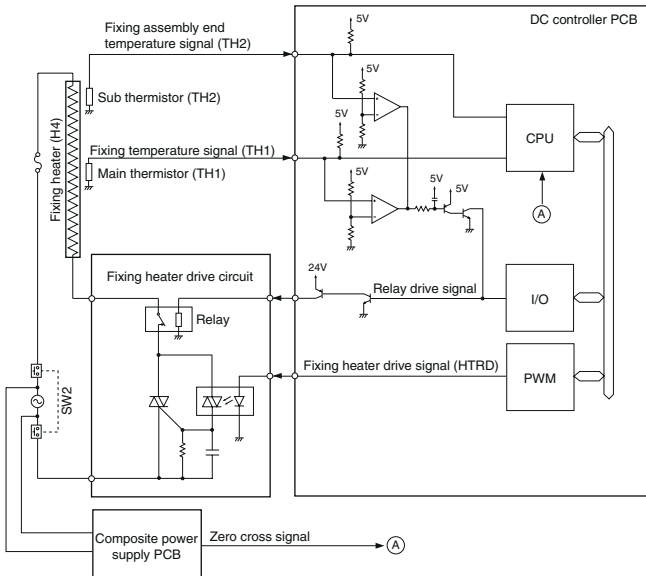 Fixing assembly end
temperature signal (TH2)
5V
DC controller PCB
Sub thermistor (TH2)
5V
CPU
Fixing heater (H4)
Fixing temperature signal (TH1)
5V
Main thermistor (TH1)
5V
5V
5V
A
Fixing heater drive circuit
24V
Relay drive signal
I/O
Relay
Fixing heater drive signal (HTRD)
PWM
SW2
Composite power
supply PCB
Zero cross signal
A